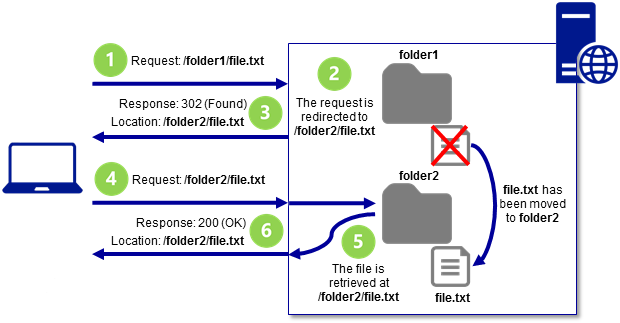 1
Request: /folder1/file.txt
folder1
2
The request is
redirected to
/folder2/file.txt
Response: 302 (Found)
Location: /folder2/file.txt
3
4
Request: /folder2/file.txt
folder2
file.txt has
been moved
to folder2
Response: 200 (OK)
Location: /folder2/file.txt
6
5
The file is
retrieved at
/folder2/file.txt
file.txt